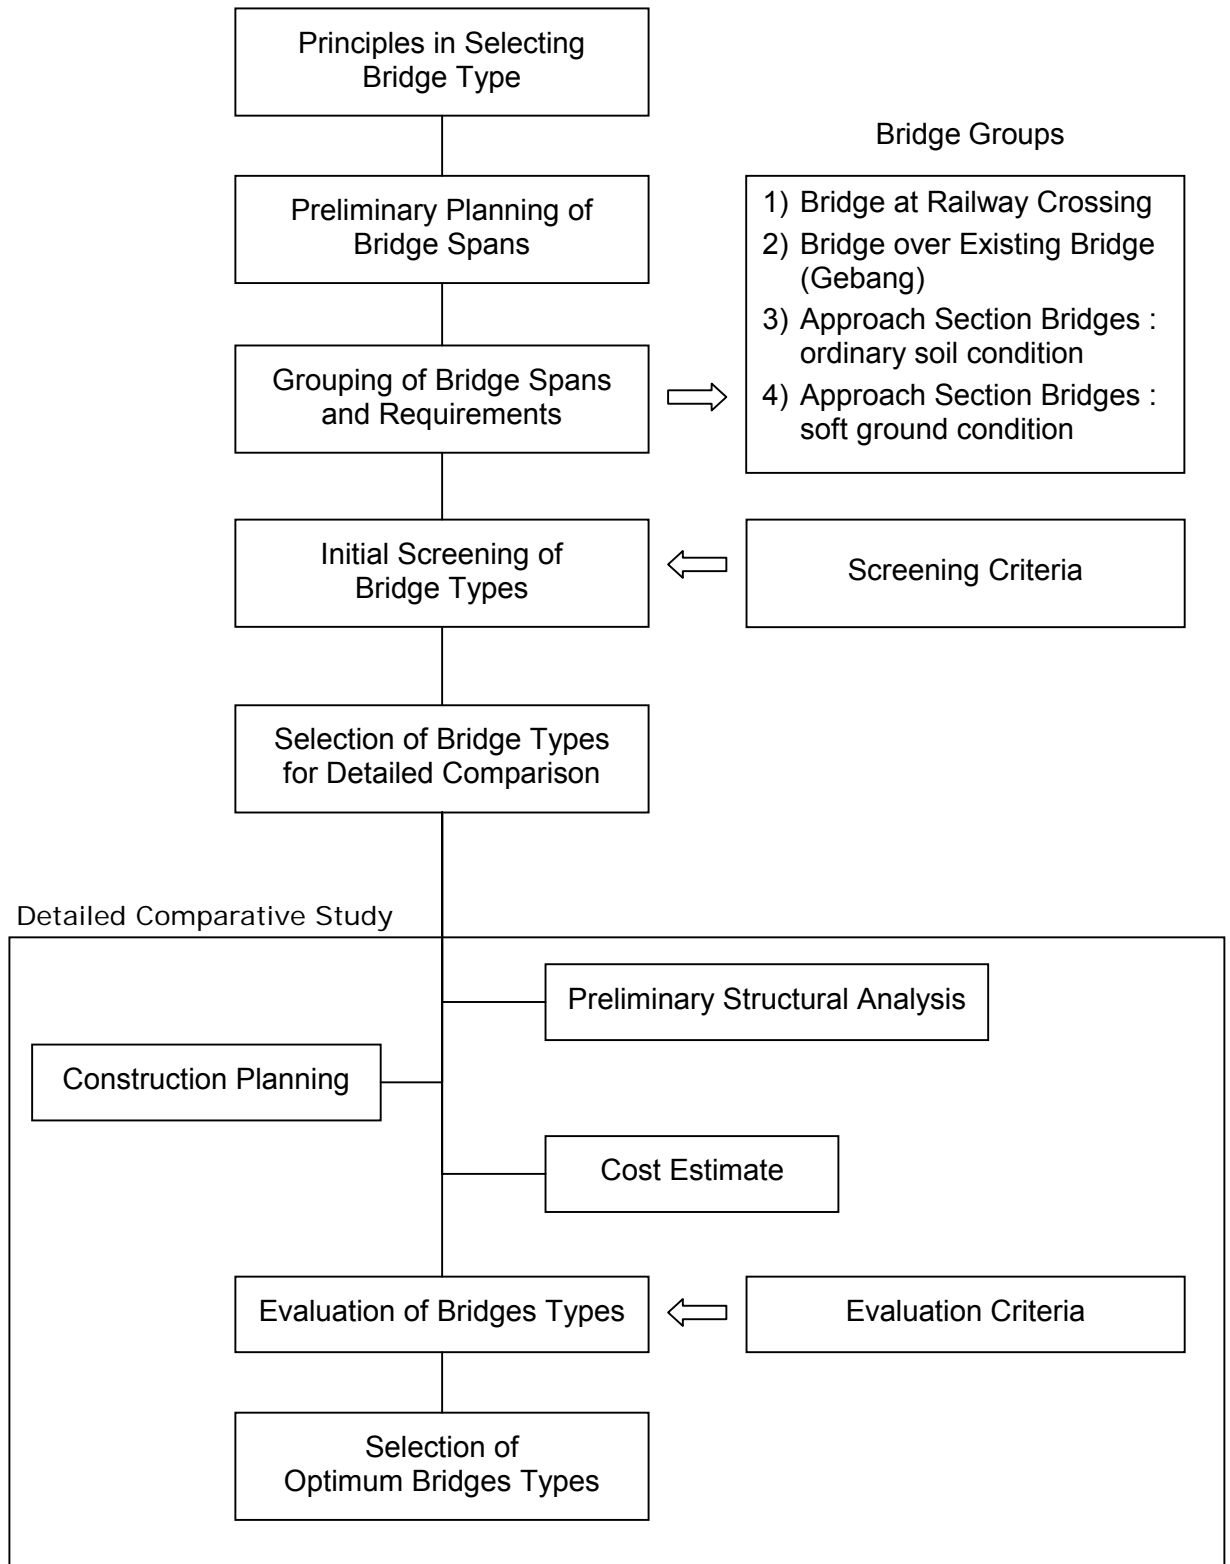 Principles in Selecting
Bridge Type
Preliminary Planning of
Bridge Spans
Grouping of Bridge Spans
and Requirements
Bridge Groups
1) Bridge at Railway Crossing
2) Bridge over Existing Bridge
(Gebang)
3) Approach Section Bridges :
ordinary soil condition
4) Approach Section Bridges :
soft ground condition
Initial Screening of
Bridge Types
Screening Criteria
Selection of Bridge Types
for Detailed Comparison
Detailed Comparative Study
Preliminary Structural Analysis
Construction Planning
Cost Estimate
Evaluation of Bridges Types
Evaluation Criteria
Selection of
Optimum Bridges Types